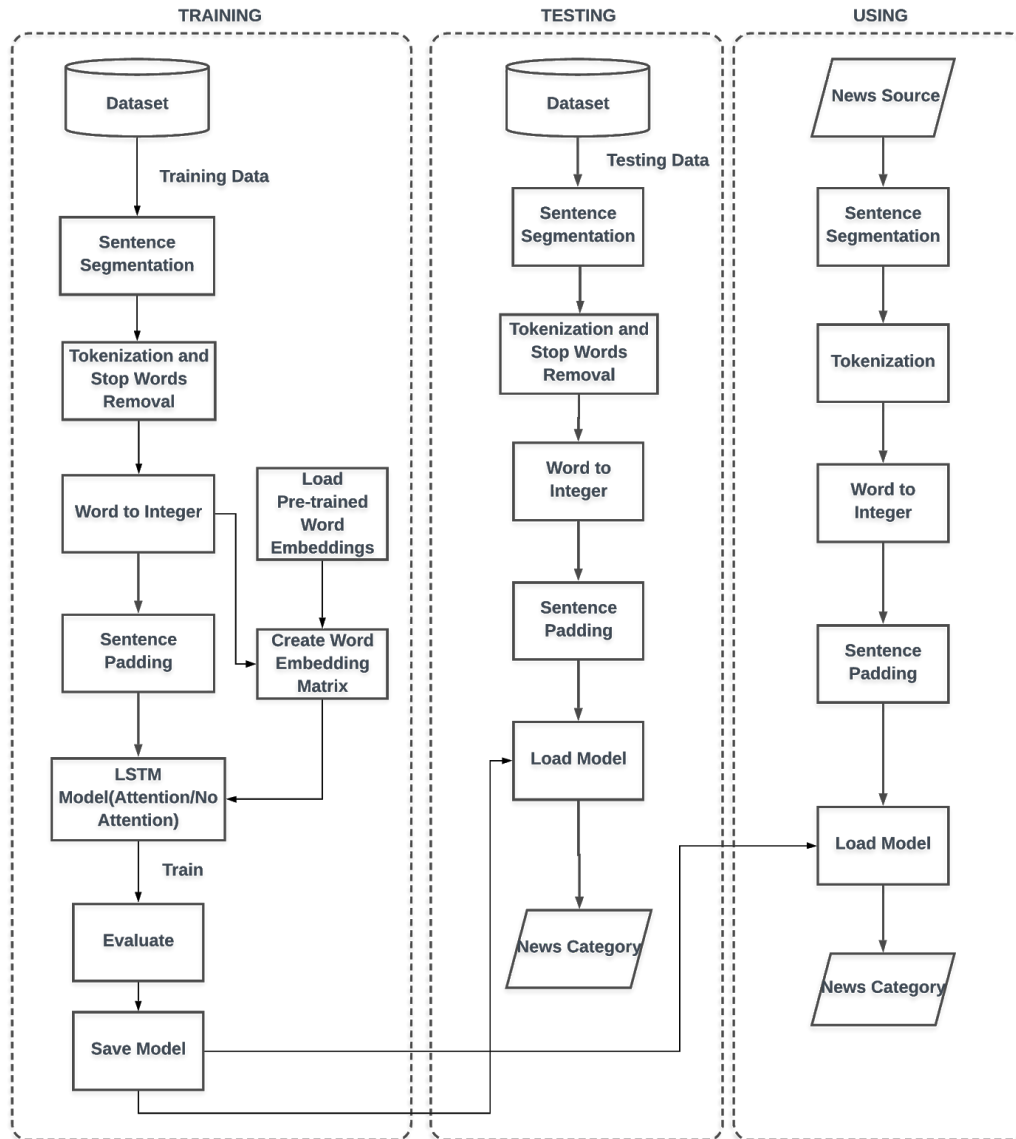 TRAINING
Dataset
Training Data
Sentence
Segmentation
Tokenization and
Stop Words
Removal
Word to Integer
Load
Pre-trained
Word
Embeddings
Sentence
Padding
Create Word
Embedding
Matrix
LSTM
Model(Attention/No
Attention)
Train
Evaluate
Save Model
TESTING
Dataset
Testing Data
Sentence
Segmentation
Tokenization and
Stop Words
Removal
Word to
Integer
Sentence
Padding
Load Model
News Category
USING
News Source
Sentence
Segmentation
Tokenization
Word to
Integer
Sentence
Padding
Load Model
News Category